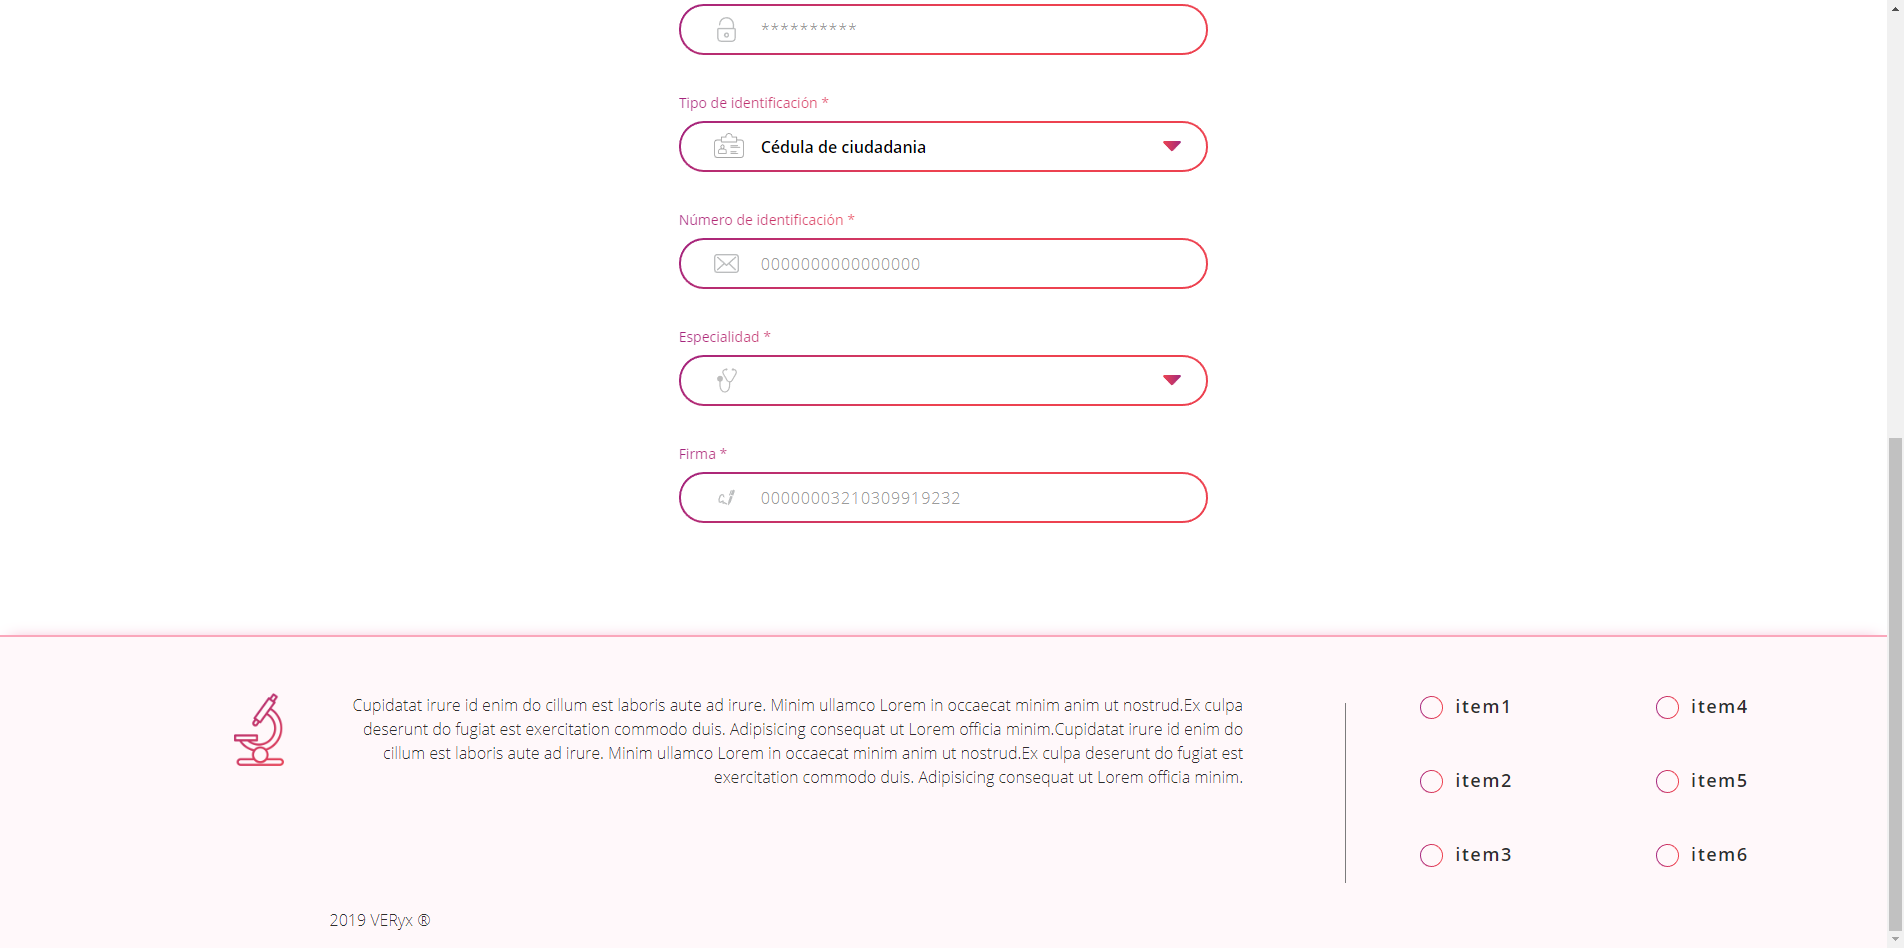 **********
Tipo de identificación *
Cédula de ciudadania
Número de identificación *
0000000000000000
Especialidad *
Firma *
00000003210309919232
Cupidatat irure id enim do cillum est laboris aute ad irure. Minim ullamco Lorem in occaecat minim anim ut nostrud.Ex culpa
deserunt do fugiat est exercitation commodo duis. Adipisicing consequat ut Lorem officia minim.Cupidatat irure id enim do
cillum est laboris aute ad irure. Minim ullamco Lorem in occaecat minim anim ut nostrud.Ex culpa deserunt do fugiat est
exercitation commodo duis. Adipisicing consequat ut Lorem officia minim.
item1
item2
item3
item4
item5
item6
2019 VERyx ®